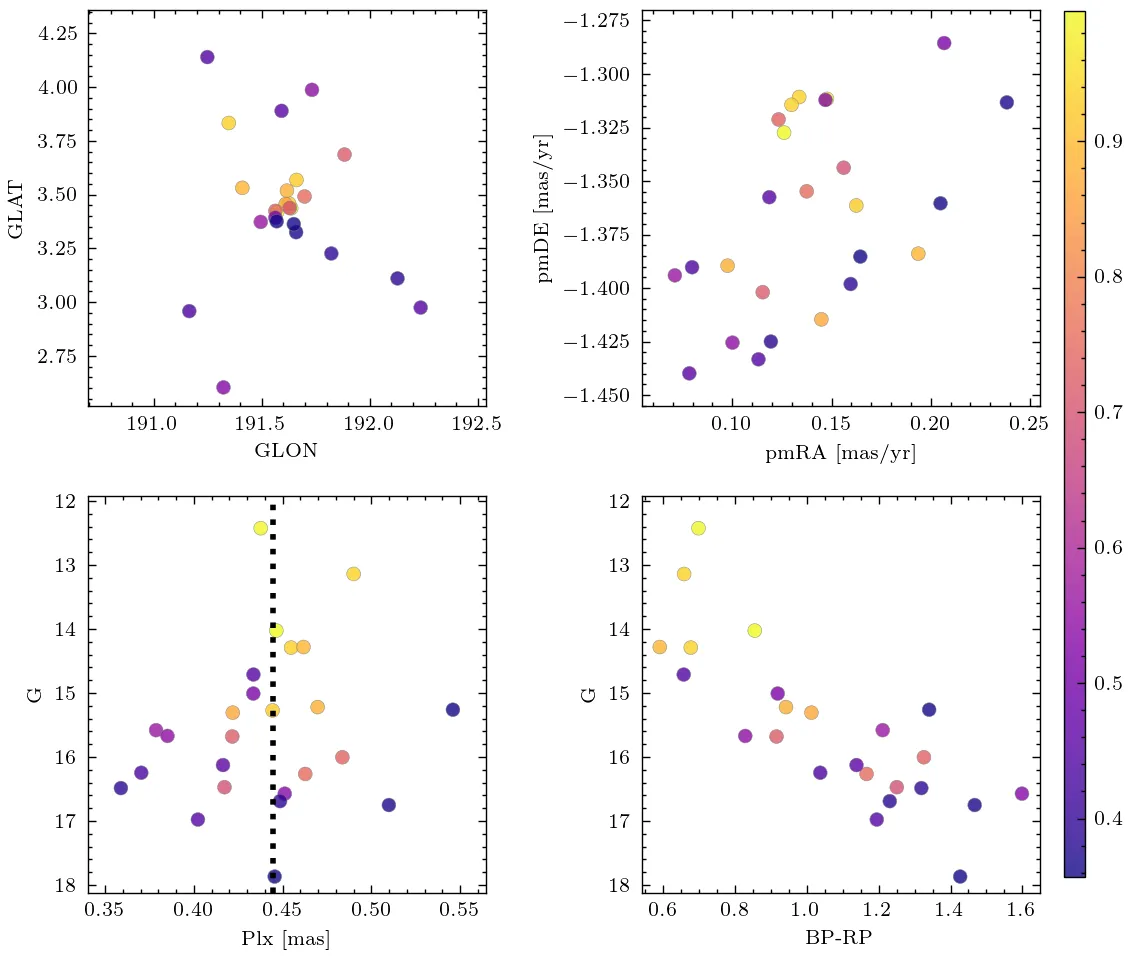 4.25
4.00
3.75
3.50
3.25
3.00
2.75
GLAT
191.0 191.5 192.0 192.5
GLON
−1.275
−1.300
−1.325
−1.350
−1.375
−1.400
−1.425
−1.450
pmDE [mas/yr]
0.10 0.15 0.20 0.25
pmRA [mas/yr]
12
13
14
15
16
17
18
G
0.35 0.40 0.45 0.50 0.55
Plx [mas]
12
13
14
15
16
17
18
G
0.6 0.8 1.0 1.2 1.4 1.6
BP-RP
0.9
0.8
0.7
0.6
0.5
0.4